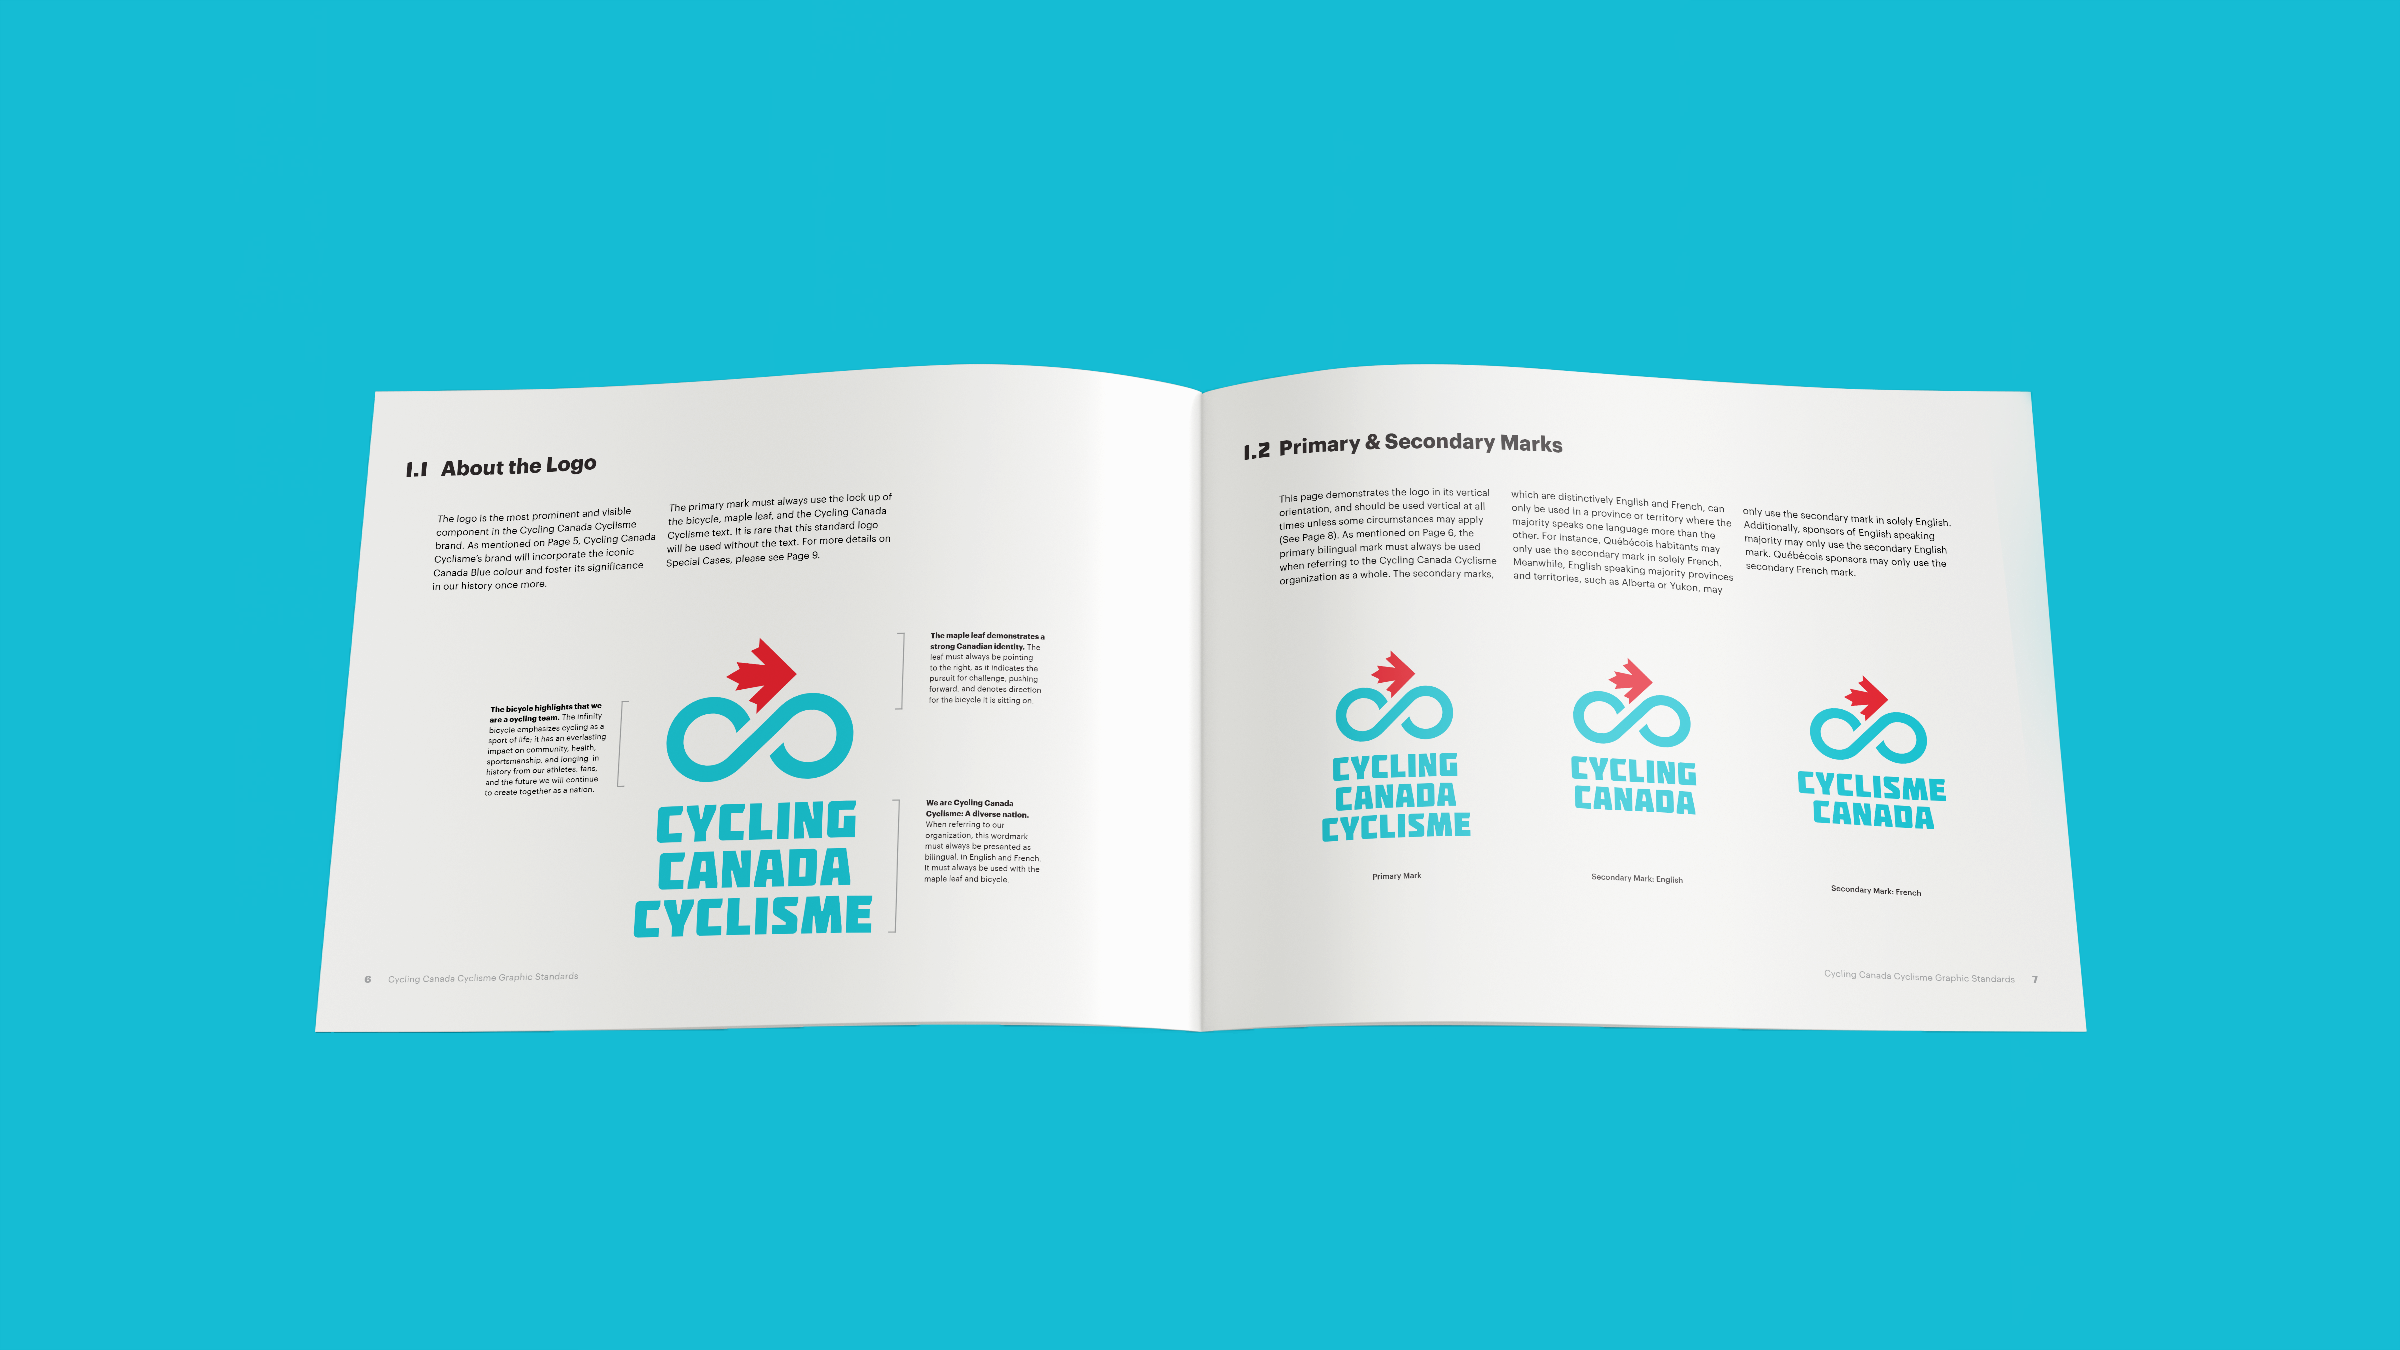 1.1 About the Logo
The logo is the most prominent and visible
component in the Cycling Canada Cyclisme
brand. As mentioned on Page 5, Cycling Canada
Cyclisme's brand will incorporate the iconic
Canada Blue colour and foster its significance
in our history once more.
The primary mark must always use the lock up of
the bicycle, maple leaf, and the Cycling Canada
Cyclisme text. It is rare that this standard logo
will be used without the text. For more details on
Special Cases, please see Page 9.
The bicycle highlights that we
are a cycling team. The infinity
bicycle emphasizes cycling as a
sport of life; it has an everlasting
impact on community, health,
sportsmanship, and longing in
history from our athletes, fans,
and the future we will continue
to create together as a nation.
The maple leaf demonstrates a
strong Canadian identity. The
leaf must always be pointing
to the right, as it indicates the
pursuit for challenge, pushing
forward, and denotes direction
for the bicycle it is sitting on.
CYCLING
CANADA
CYCLISME
We are Cycling Canada
Cyclisme: A diverse nation.
When referring to our
organization, this wordmark
must always be presented as
bilingual, in English and French.
It must always be used with the
maple leaf and bicycle.
6 Cycling Canada Cyclisme Graphic Standards
1.2 Primary & Secondary Marks
This page demonstrates the logo in its vertical
orientation, and should be used vertical at all
times unless some circumstances may apply
(See Page 8). As mentioned on Page 6, the
primary bilingual mark must always be used
when referring to the Cycling Canada Cyclisme
organization as a whole. The secondary marks,
which are distinctively English and French, can
only be used in a province or territory where the
majority speaks one language more than the
other. For instance, Québécois habitants may
only use the secondary mark in solely French.
Meanwhile, English speaking majority provinces
and territories, such as Alberta or Yukon, may
only use the secondary mark in solely English.
Additionally, sponsors of English speaking
majority may only use the secondary English
mark. Québécois sponsors may only use the
secondary French mark.
CYCLING
CANADA
CYCLISME
Primary Mark
CYCLING
CANADA
Secondary Mark: English
CYCLISME
CANADA
Secondary Mark: French
Cycling Canada Cyclisme Graphic Standards 7